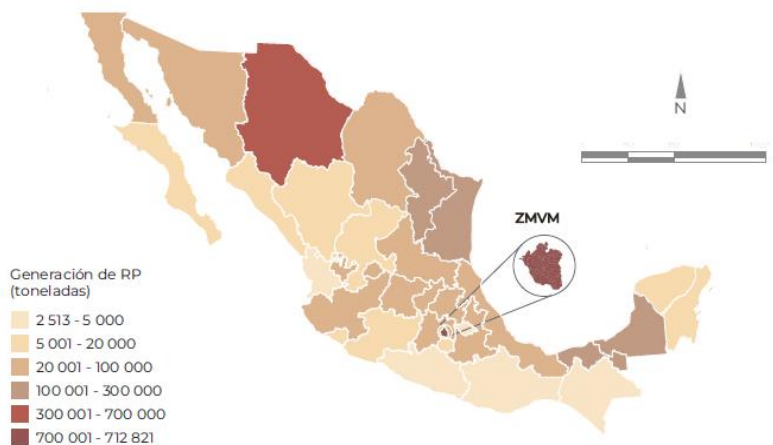 N
ZMVM
Generación de RP
(toneladas)
2 513 - 5 000
5 001 - 20 000
20 001 - 100 000
100 001 - 300 000
300 001 - 700 000
700 001 - 712 821